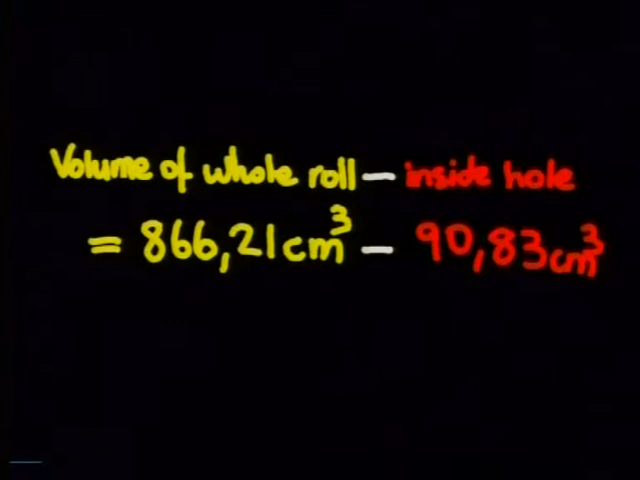 Volume of whole roll – inside hole
= 866,21cm³ – 90,83cm³